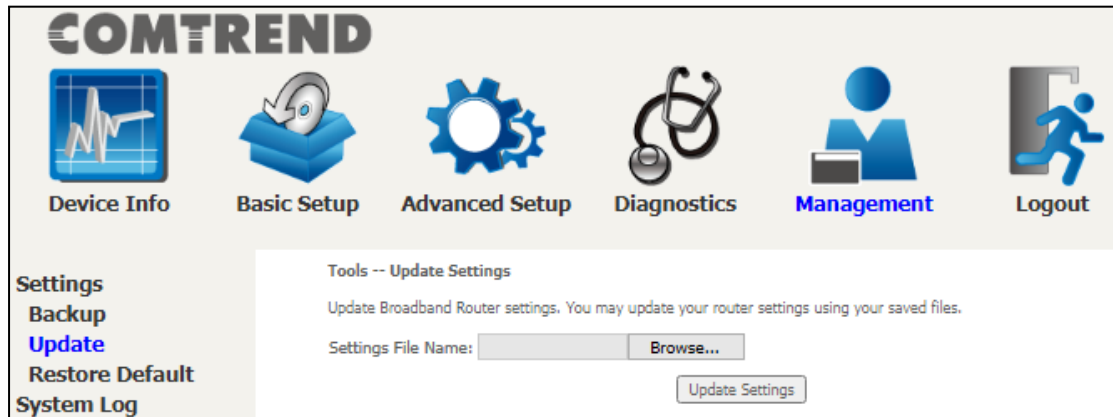 COMTREND
Device Info Basic Setup Advanced Setup Diagnostics Management Logout
Settings
Backup
Update
Restore Default
System Log
Tools -- Update Settings
Update Broadband Router settings. You may update your router settings using your saved files.
Settings File Name: Browse...
Update Settings